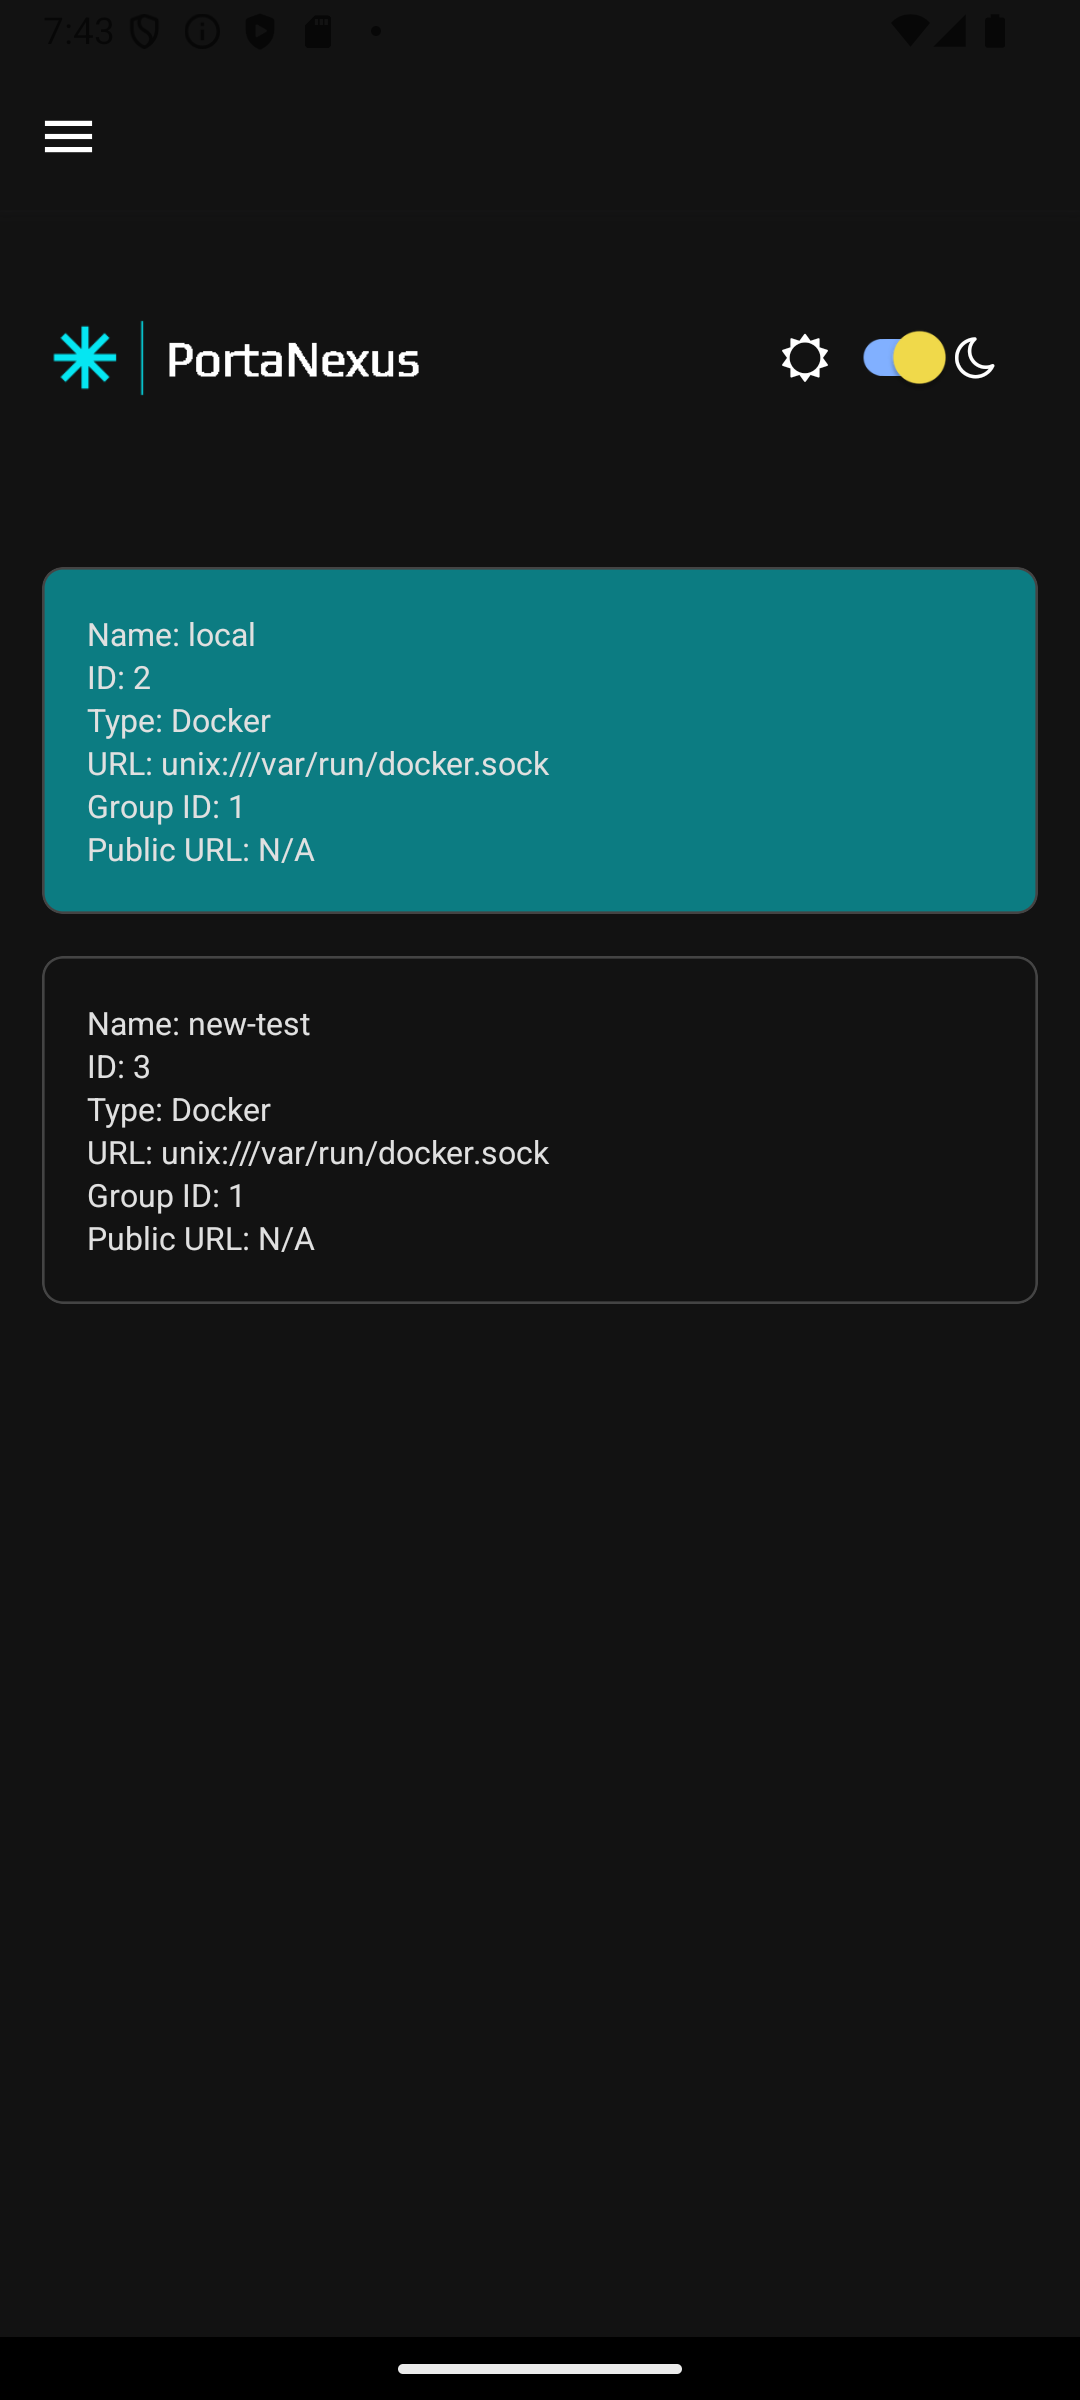 7:43
PortaNexus
Name: local
ID: 2
Type: Docker
URL: unix:///var/run/docker.sock
Group ID: 1
Public URL: N/A
Name: new-test
ID: 3
Type: Docker
URL: unix:///var/run/docker.sock
Group ID: 1
Public URL: N/A